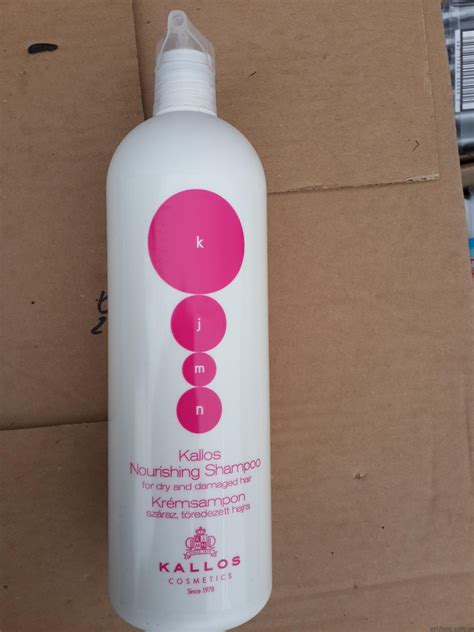 k
j
m
n
Kallos
Nourishing Shampoo
for dry and damaged hair
Krémsampon
száraz, töredezett hajra
KALLOS
COSMETICS
Since 1978